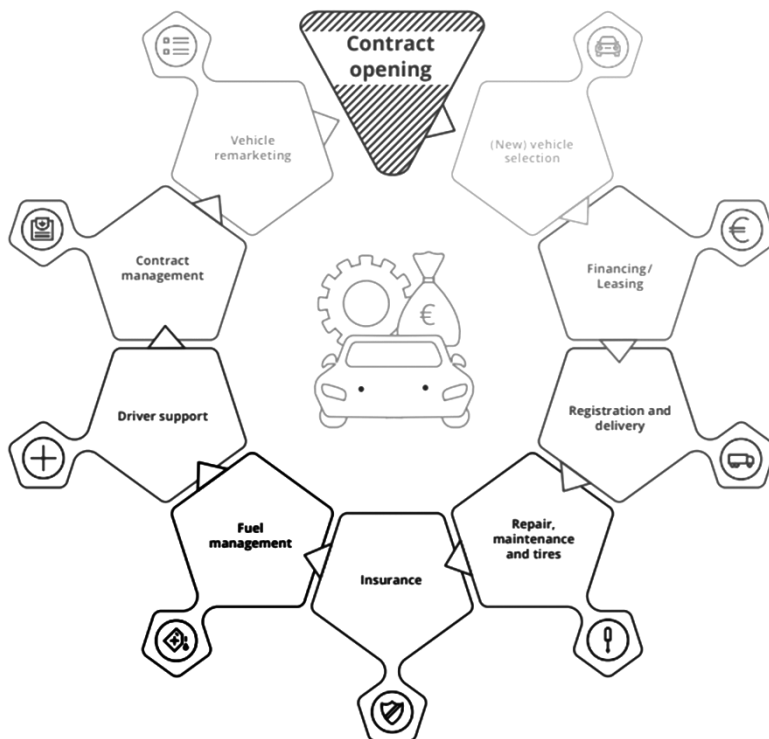 Contract
opening
(New) vehicle
selection
Financing/
Leasing
Registration and
delivery
Repair,
maintenance
and tires
Insurance
Fuel
management
Driver support
Contract
management
Vehicle
remarketing
€
€